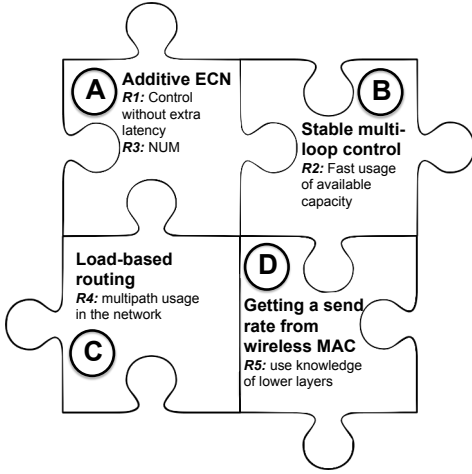 A
Additive ECN
R1: Control
without extra
latency
R3: NUM
B
Stable multi-
loop control
R2: Fast usage
of available
capacity
Load-based
routing
R4: multipath usage
in the network
C
D
Getting a send
rate from
wireless MAC
R5: use knowledge
of lower layers